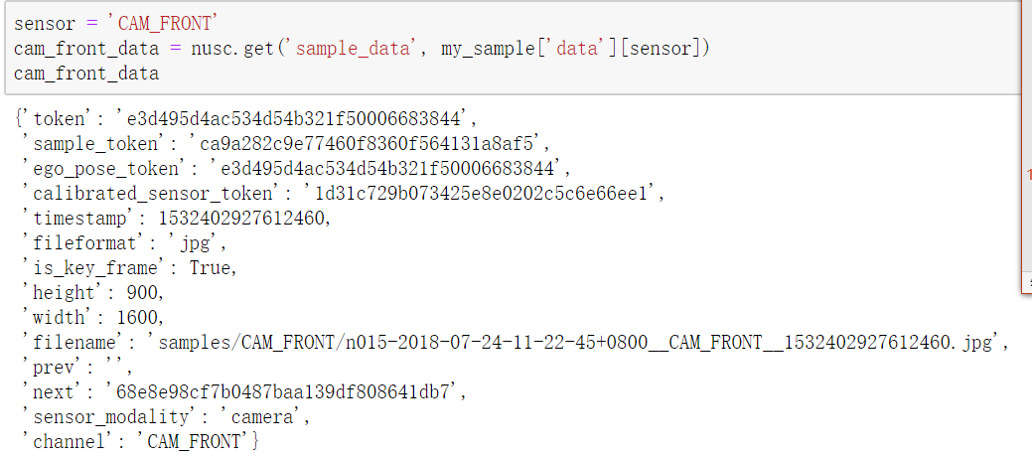 sensor = 'CAM_FRONT'
cam_front_data = nusc.get('sample_data', my_sample['data'][sensor])
cam_front_data
{'token': 'e3d495d4ac534d54b321f50006683844',
'sample_token': 'ca9a282c9e77460f8360f564131a8af5',
'ego_pose_token': 'e3d495d4ac534d54b321f50006683844',
'calibrated_sensor_token': '1d31c729b073425e8e0202c5c6e66ee1',
'timestamp': 1532402927612460,
'fileformat': 'jpg',
'is_key_frame': True,
'height': 900,
'width': 1600,
'filename': 'samples/CAM_FRONT/n015-2018-07-24-11-22-45+0800__CAM_FRONT__1532402927612460.jpg',
'prev': '',
'next': '68e8e98cf7b0487baa139df808641db7',
'sensor_modality': 'camera',
'channel': 'CAM_FRONT'}